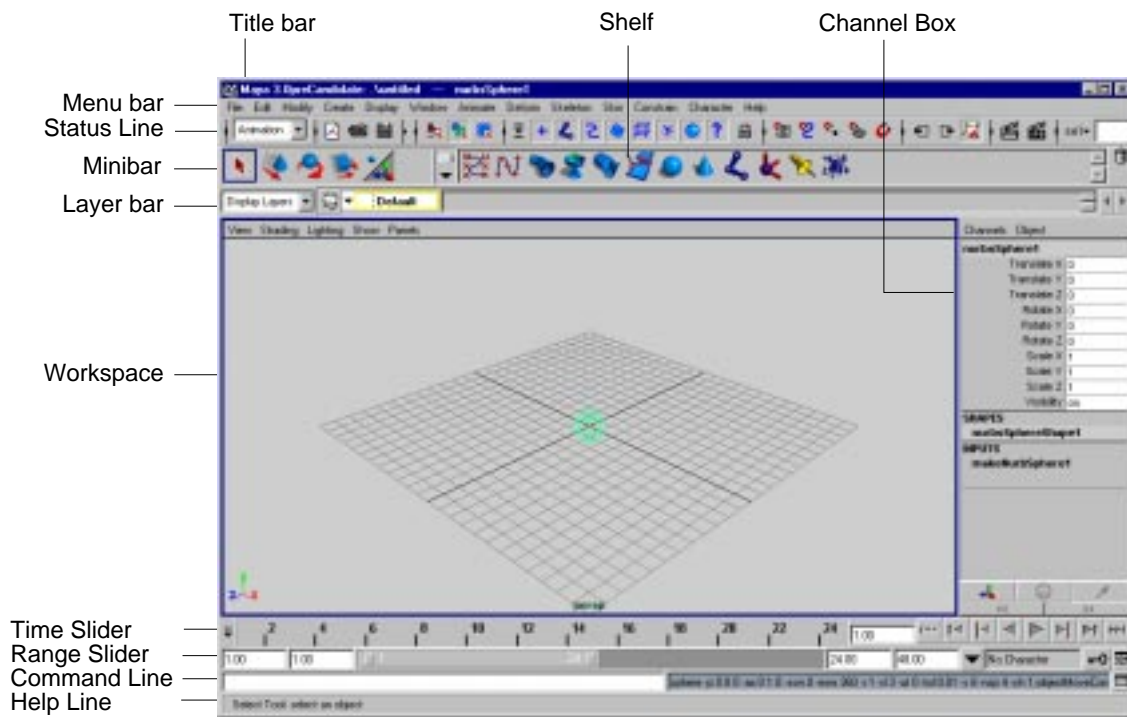 Title bar
Shelf
Channel Box
Menu bar
Status Line
Minibar
Layer bar
Workspace
Time Slider
Range Slider
Command Line
Help Line
File Edit Modify Create Display Window Animate Deform Skeleton Skin Constrain Character Help
Animation
Display Layers
Default
View Shading Lighting Show Panels
Channels Object
nurbsSphere1
Translate X 0
Translate Y 0
Translate Z 0
Rotate X 0
Rotate Y 0
Rotate Z 0
Scale X 1
Scale Y 1
Scale Z 1
Visibility on
SHAPES
nurbsSphereShape1
INPUTS
makeNurbSphere1
persp
2 4 6 8 10 12 14 16 18 20 22 24 1.00
1.00 1.00 24.00 48.00 No Character
Select Tool: select an object